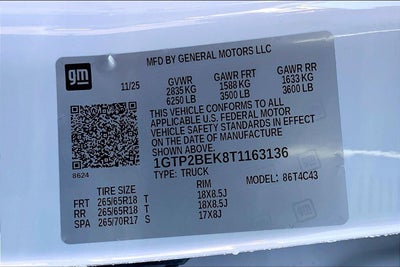 gm
MFD BY GENERAL MOTORS LLC
11/25
GVWR GAWR FRT GAWR RR
2835 KG 1588 KG 1633 KG
6250 LB 3500 LB 3600 LB
THIS VEHICLE CONFORMS TO ALL
APPLICABLE U.S. FEDERAL MOTOR
VEHICLE SAFETY STANDARDS IN EFFECT
ON THE DATE OF MANUFACTURE
SHOWN ABOVE.
1GTP2BEK8T1163136
8624
TYPE: TRUCK MODEL: 86T4C43
TIRE SIZE RIM
FRT 265/65R18 T 18X8.5J
RR 265/65R18 T 18X8.5J
SPA 265/70R17 S 17X8J